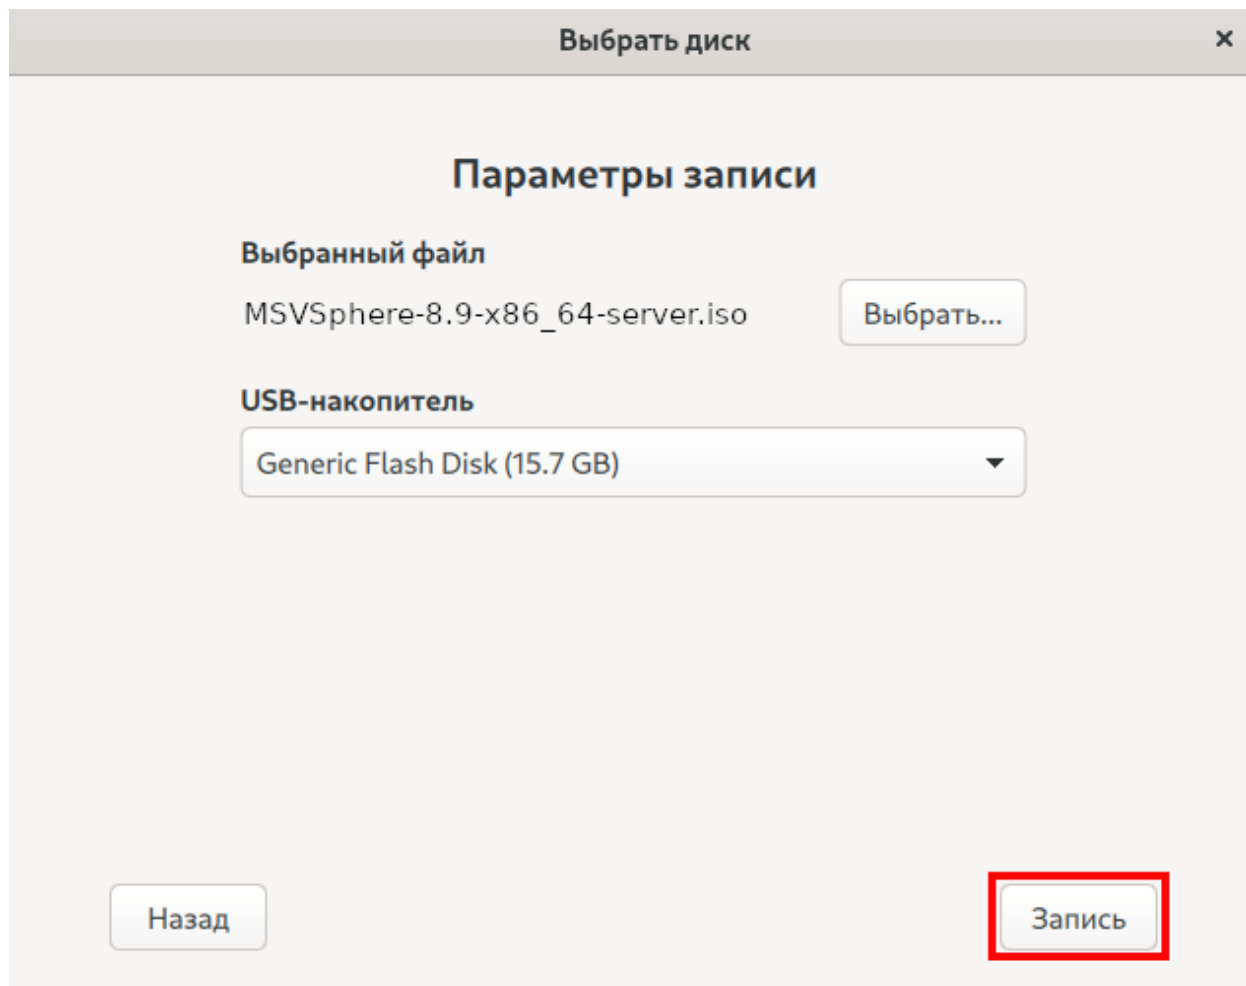 Выбрать диск
Параметры записи
Выбранный файл
MSVSphere-8.9-x86_64-server.iso
Выбрать...
USB-накопитель
Generic Flash Disk (15.7 GB)
Назад
Запись